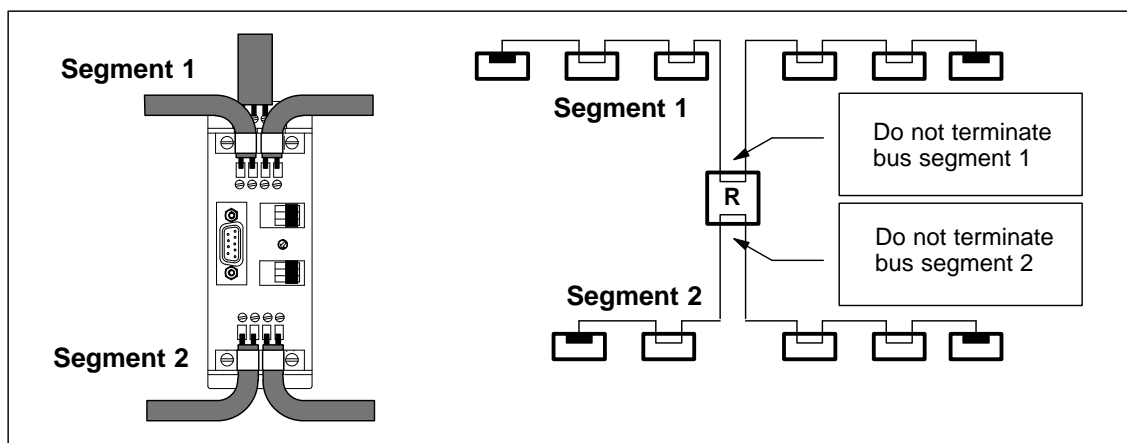 Segment 1
Segment 1
Do not terminate
bus segment 1
R
Do not terminate
bus segment 2
Segment 2
Segment 2